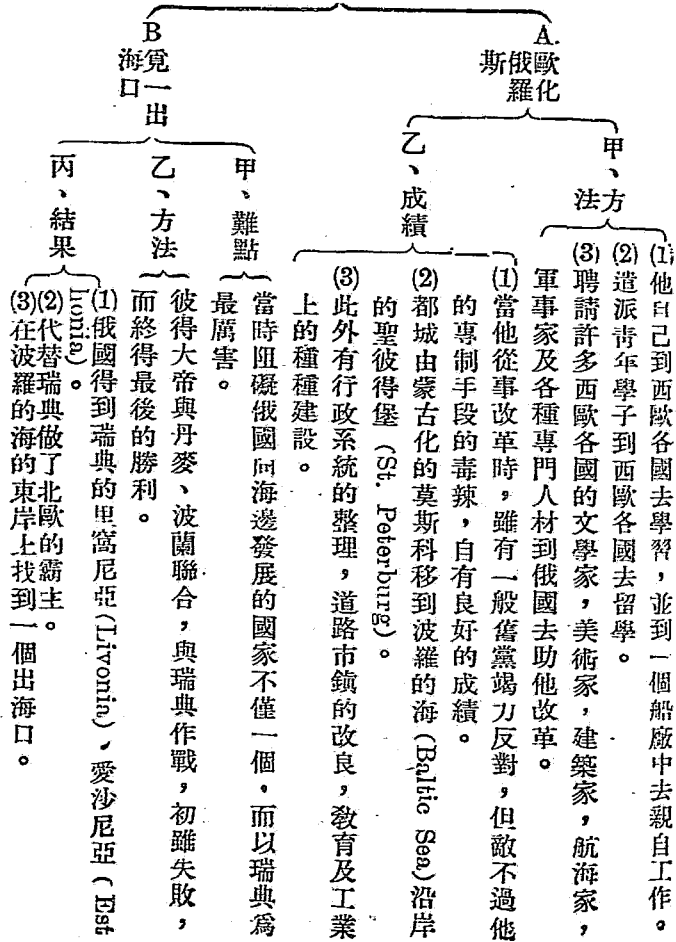 A.歐化
俄羅
斯
甲、方
法
(1)他自己到西歐各國去學習，並到一個船廠中去親自工作。
(2)遣派青年學子到西歐各國去留學。
(3)聘請許多西歐各國的文學家，美術家，建築家，航海家，
軍事家及各種專門人材到俄國去助他改革。
乙、成績
(1)當他從事改革時，雖有一般舊黨竭力反對，但敵不過他
的專制手段的毒辣，自有良好的成績。
(2)都城由蒙古化的莫斯科移到波羅的海(Baltic Sea)沿岸
的聖彼得堡(St. Peterburg)。
(3)此外有行政系統的整理，道路市鎮的改良，教育及工業
上的種種建設。
B覓一出
海口
甲、難點
當時阻礙俄國向海邊發展的國家不僅一個，而以瑞典爲
最厲害。
乙、方法
彼得大帝與丹麥、波蘭聯合，與瑞典作戰，初雖失敗，
而終得最後的勝利。
丙、結果
(1)俄國得到瑞典的里窩尼亞(Livonia)，愛沙尼亞(Est
honia)。
(2)代替瑞典做了北歐的霸主。
(3)在波羅的海的東岸上找到一個出海口。